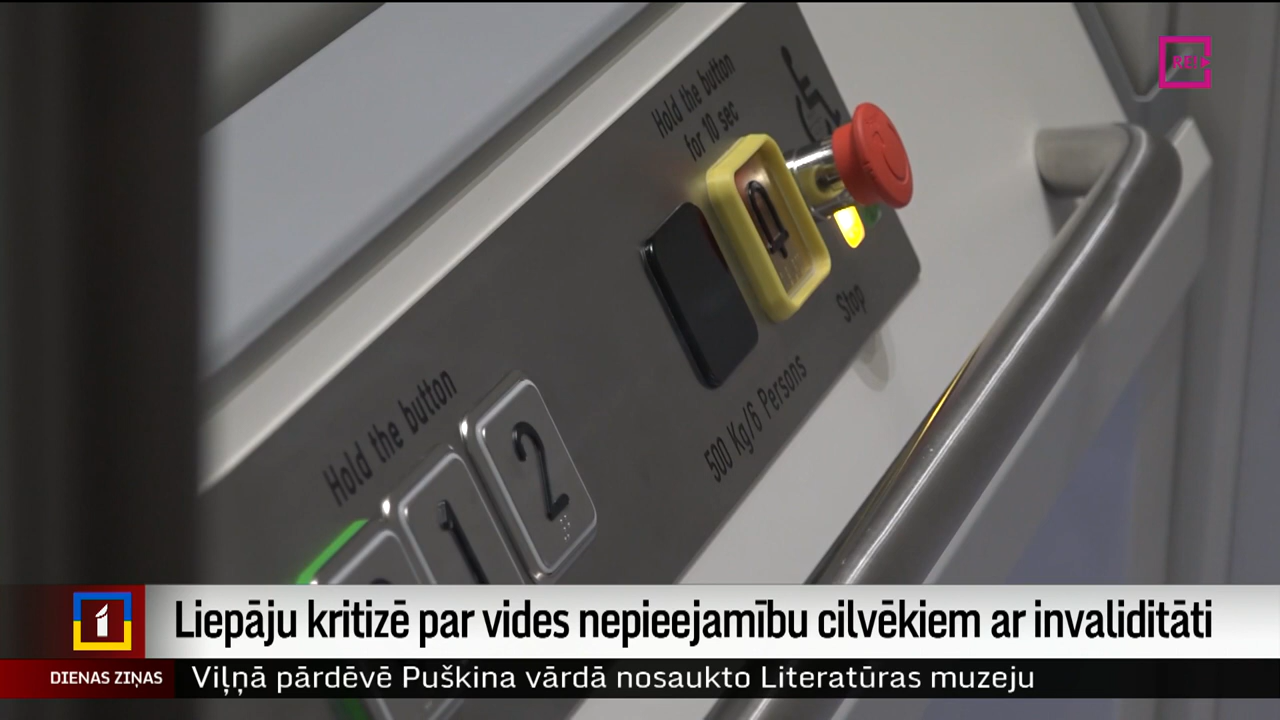 RE:
Hold the button
for 10 sec
Stop
500 Kg/6 Persons
Hold the button
1
2
1
Liepāju kritizē par vides nepieejamību cilvēkiem ar invaliditāti
DIENAS ZIŅAS
Viļņā pārdēvē Puškina vārdā nosaukto Literatūras muzeju